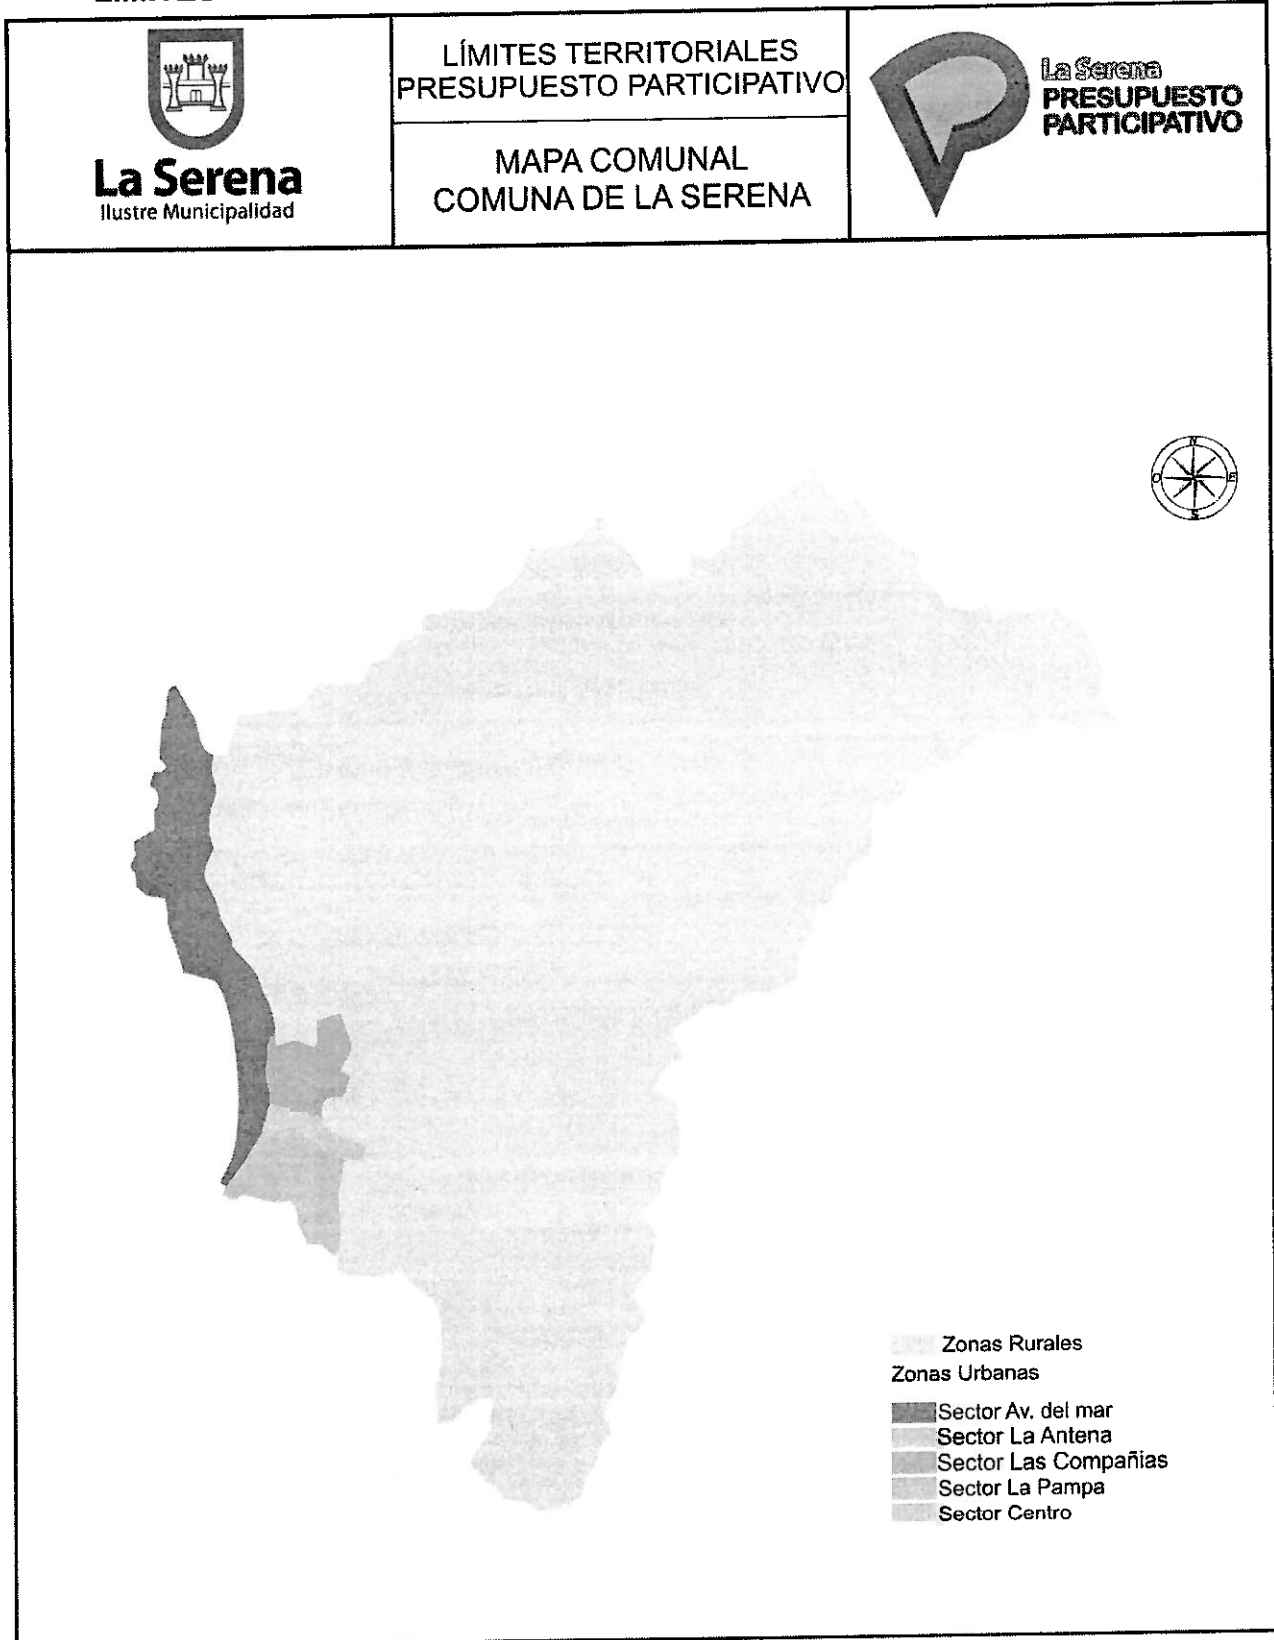 LÍMITES TERRITORIALES
PRESUPUESTO PARTICIPATIVO
MAPA COMUNAL
COMUNA DE LA SERENA
La Serena
Ilustre Municipalidad
La Serena
PRESUPUESTO
PARTICIPATIVO
N
O
E
S
Zonas Rurales
Zonas Urbanas
Sector Av. del mar
Sector La Antena
Sector Las Compañias
Sector La Pampa
Sector Centro